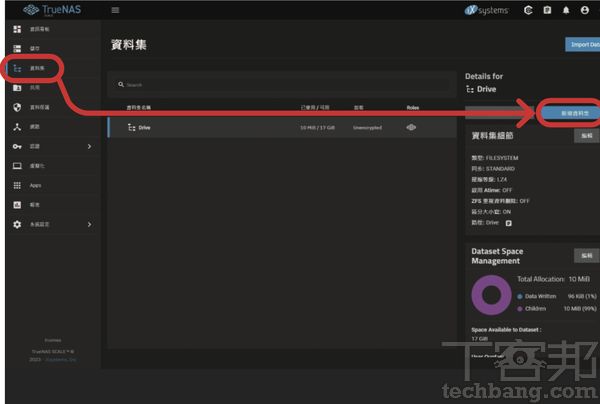 TrueNAS
SCALE
iXsystems
資訊看板
儲存
資料集
共用
資料保護
網路
認證
虛擬化
Apps
報表
系統設定
資料集
Import Dat
Search
資料集名稱
已使用 / 可用
加密
Roles
Drive
10 MiB / 17 GiB
Unencrypted
Details for
Drive
新增資料集
資料集細節
編輯
類型: FILESYSTEM
同步: STANDARD
壓縮等級: LZ4
啟用 Atime: OFF
ZFS 重複資料刪除: OFF
區分大小寫: ON
路徑: Drive
Dataset Space
Management
編輯
Total Allocation: 10 MiB
Data Written
96 KiB (1%)
Children
10 MiB (99%)
Space Available to Dataset :
17 GiB
TrueNAS SCALE ™ ®
2023 - iXsystems, Inc.
T客邦
techbang.com